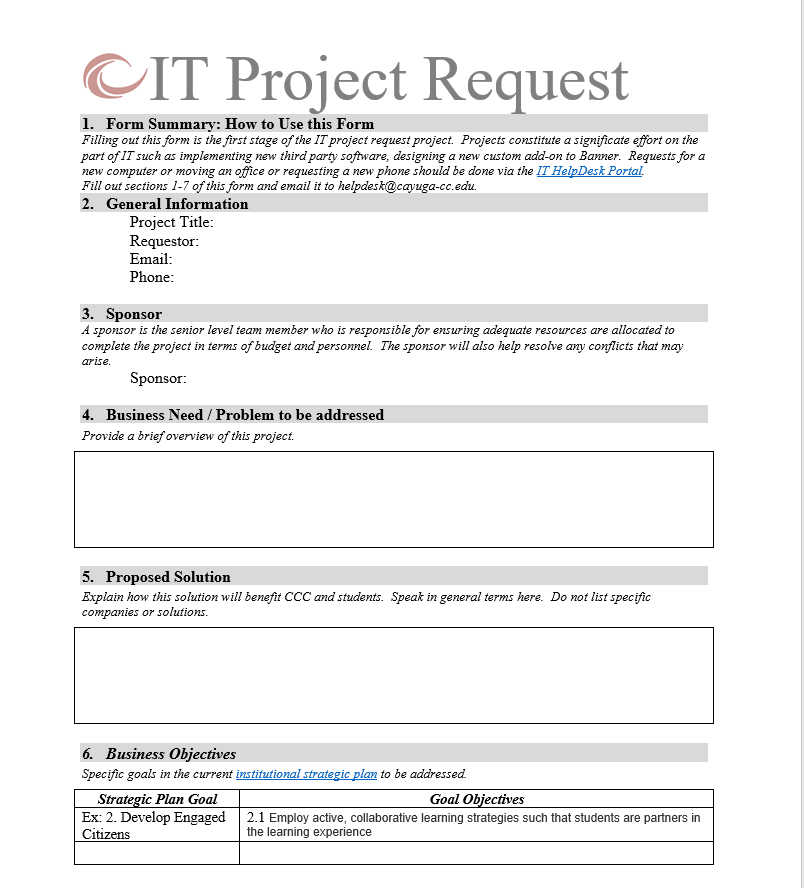 IT Project Request
1. Form Summary: How to Use this Form
Filling out this form is the first stage of the IT project request project. Projects constitute a significate effort on the
part of IT such as implementing new third party software, designing a new custom add-on to Banner. Requests for a
new computer or moving an office or requesting a new phone should be done via the IT HelpDesk Portal.
Fill out sections 1-7 of this form and email it to helpdesk@cayuga-cc.edu.
2. General Information
Project Title:
Requestor:
Email:
Phone:
3. Sponsor
A sponsor is the senior level team member who is responsible for ensuring adequate resources are allocated to
complete the project in terms of budget and personnel. The sponsor will also help resolve any conflicts that may
arise.
Sponsor:
4. Business Need / Problem to be addressed
Provide a brief overview of this project.
5. Proposed Solution
Explain how this solution will benefit CCC and students. Speak in general terms here. Do not list specific
companies or solutions.
6. Business Objectives
Specific goals in the current institutional strategic plan to be addressed.
Strategic Plan Goal Goal Objectives
Ex: 2. Develop Engaged
Citizens
2.1 Employ active, collaborative learning strategies such that students are partners in
the learning experience